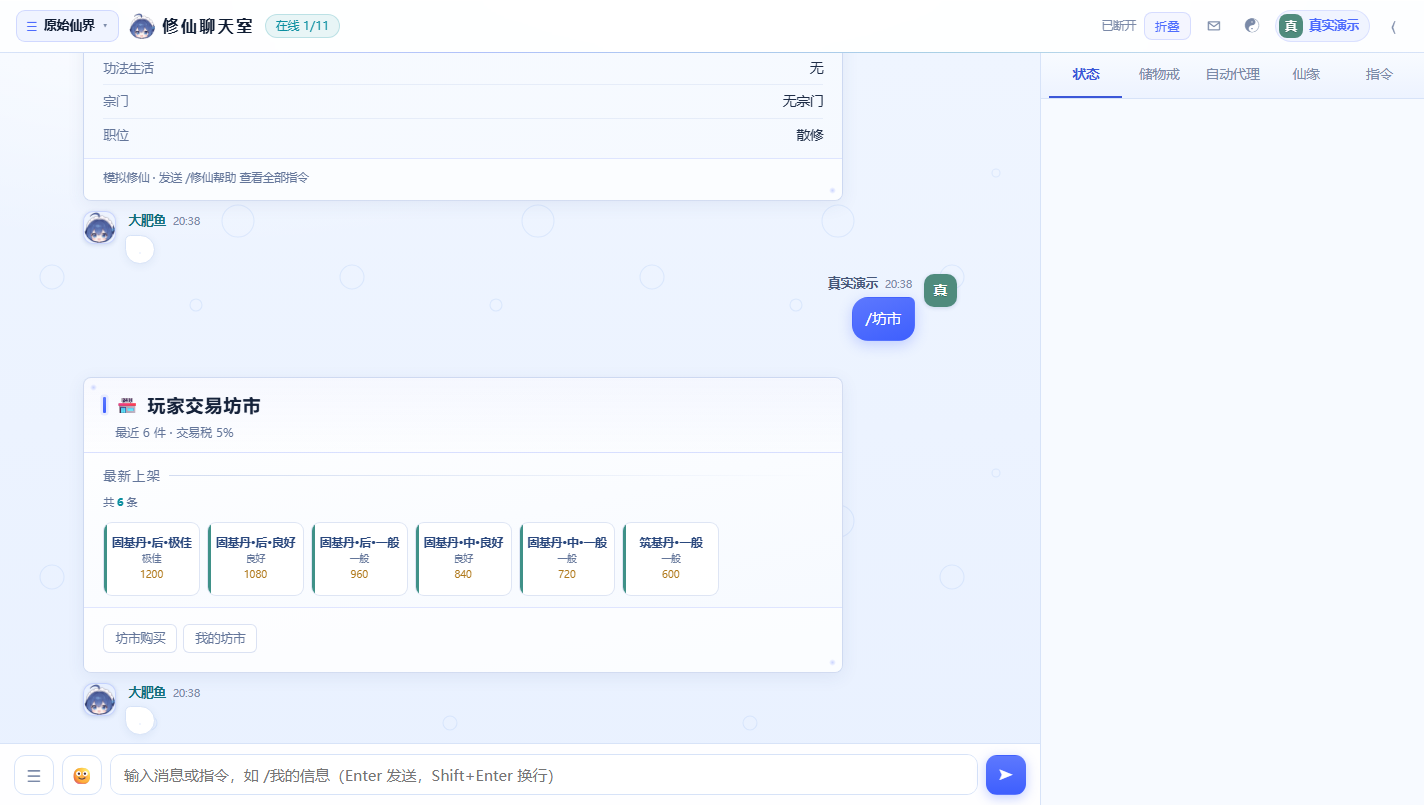 ☰ 原始仙界 修仙聊天室 在线 1/11 已断开 折叠 真 真实演示
状态 储物戒 自动代理 仙缘 指令
功法生活 无
宗门 无宗门
职位 散修
模拟修仙 · 发送 /修仙帮助 查看全部指令
大肥鱼 20:38
真实演示 20:38 真
/坊市
玩家交易坊市
最近 6 件 · 交易税 5%
最新上架
共 6 条
固基丹•后•极佳 固基丹•后•良好 固基丹•后•一般 固基丹•中•良好 固基丹•中•一般 筑基丹•一般
极佳 良好 一般 良好 一般 一般
1200 1080 960 840 720 600
坊市购买 我的坊市
大肥鱼 20:38
输入消息或指令，如 /我的信息（Enter 发送，Shift+Enter 换行）